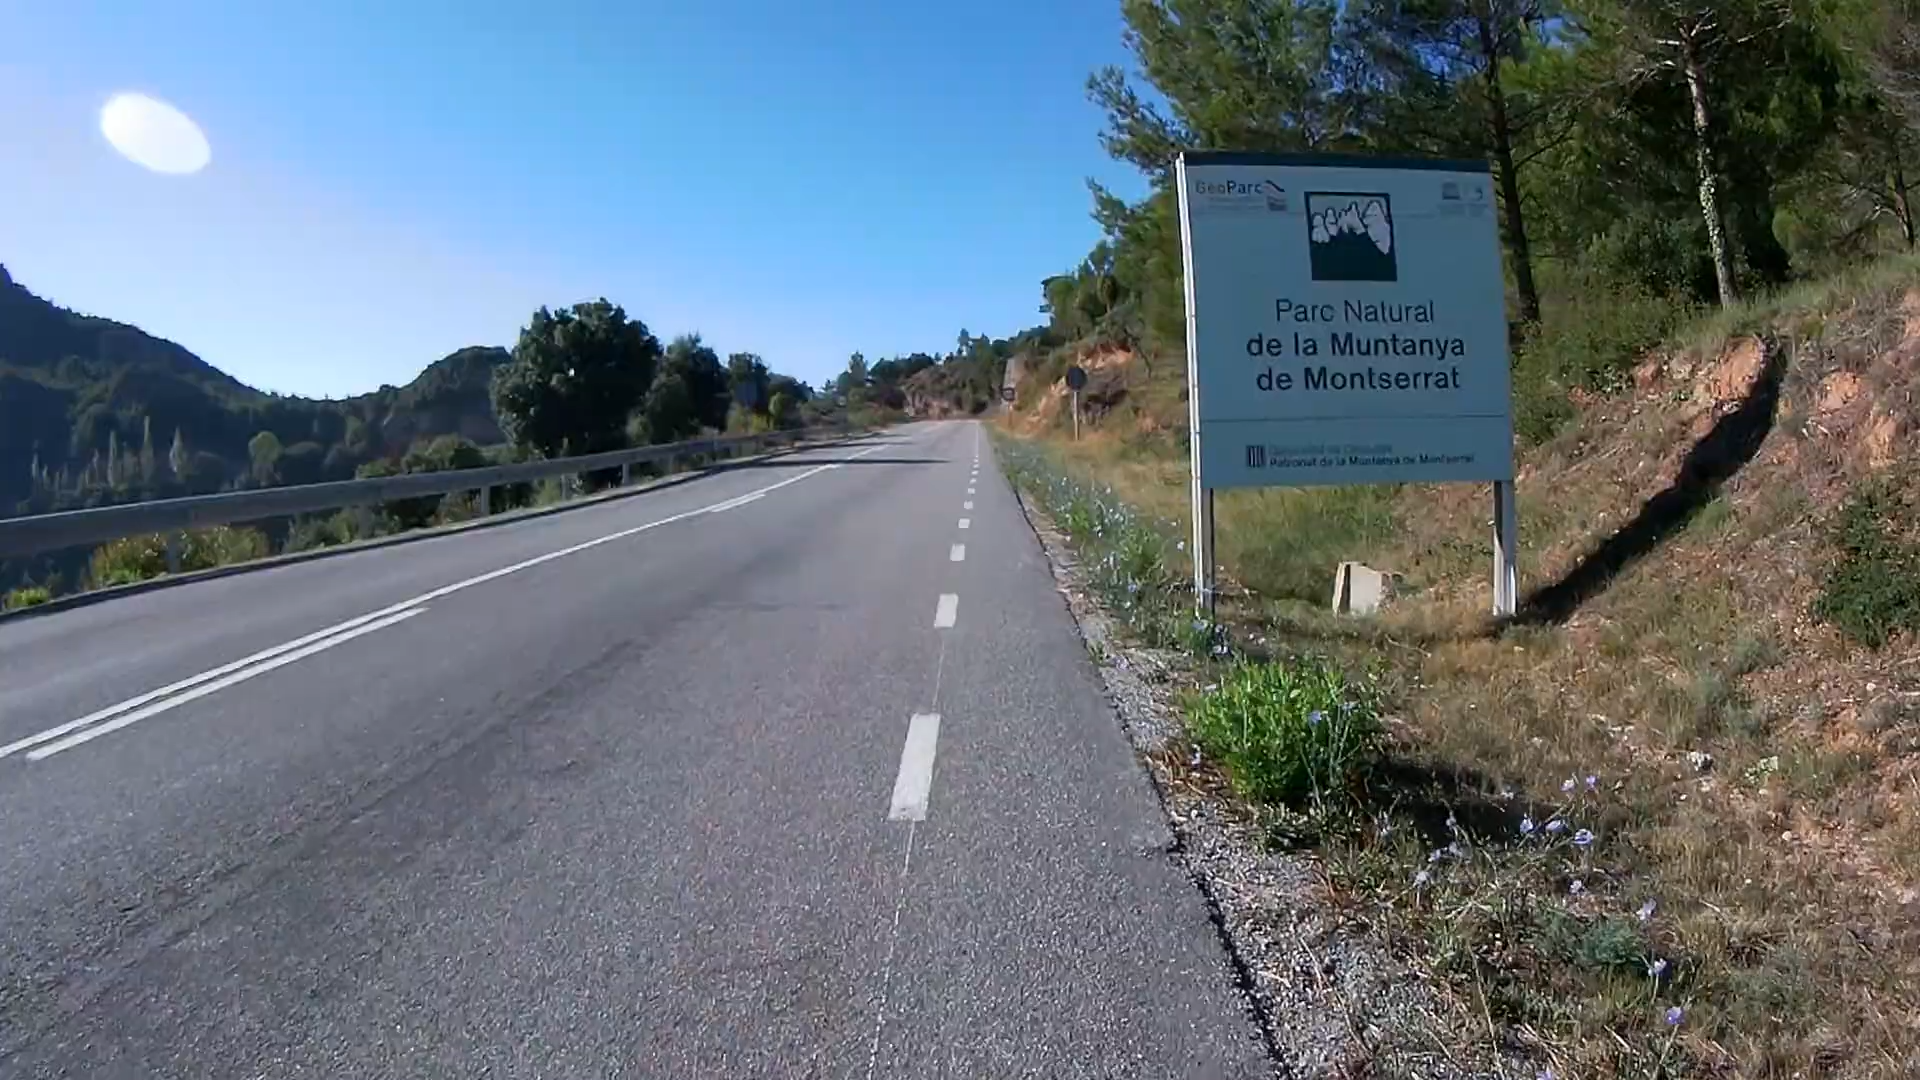 GeoParc
Parc Natural
de la Muntanya
de Montserrat
Patronat de la Muntanya de Montserrat